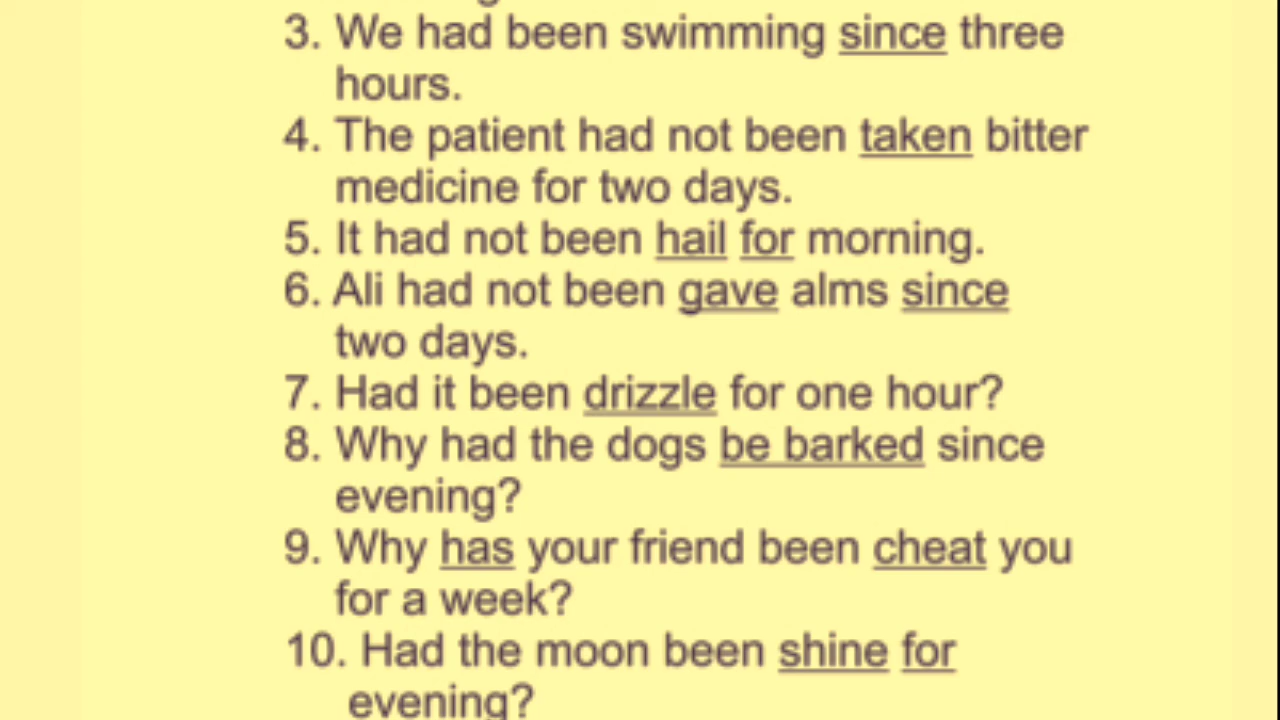 3. We had been swimming since three
hours.
4. The patient had not been taken bitter
medicine for two days.
5. It had not been hail for morning.
6. Ali had not been gave alms since
two days.
7. Had it been drizzle for one hour?
8. Why had the dogs be barked since
evening?
9. Why has your friend been cheat you
for a week?
10. Had the moon been shine for
evening?